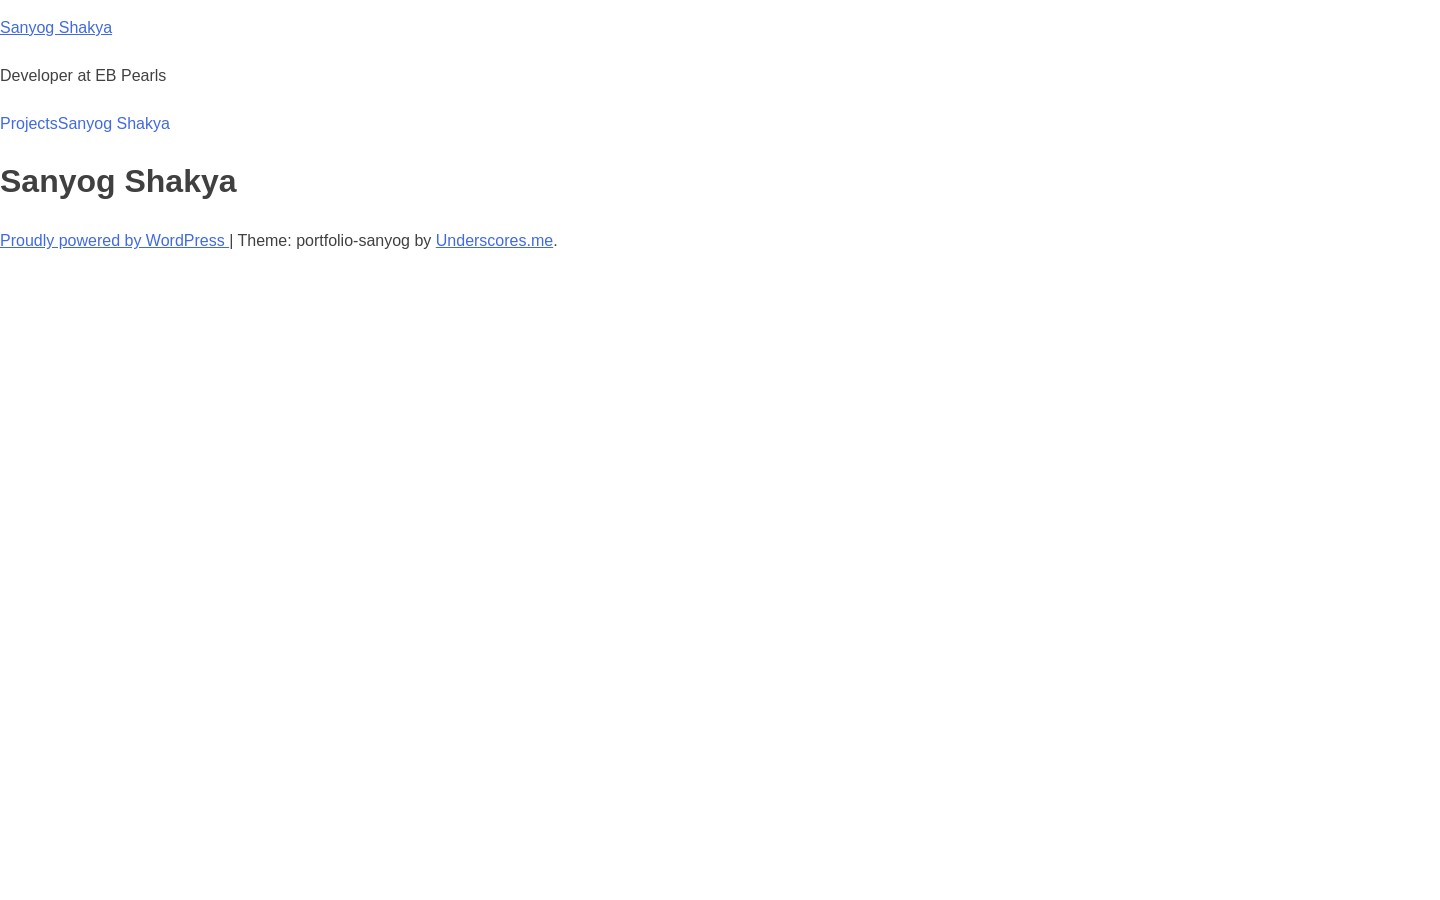 Sanyog Shakya
Developer at EB Pearls
ProjectsSanyog Shakya
Sanyog Shakya
Proudly powered by WordPress | Theme: portfolio-sanyog by Underscores.me.